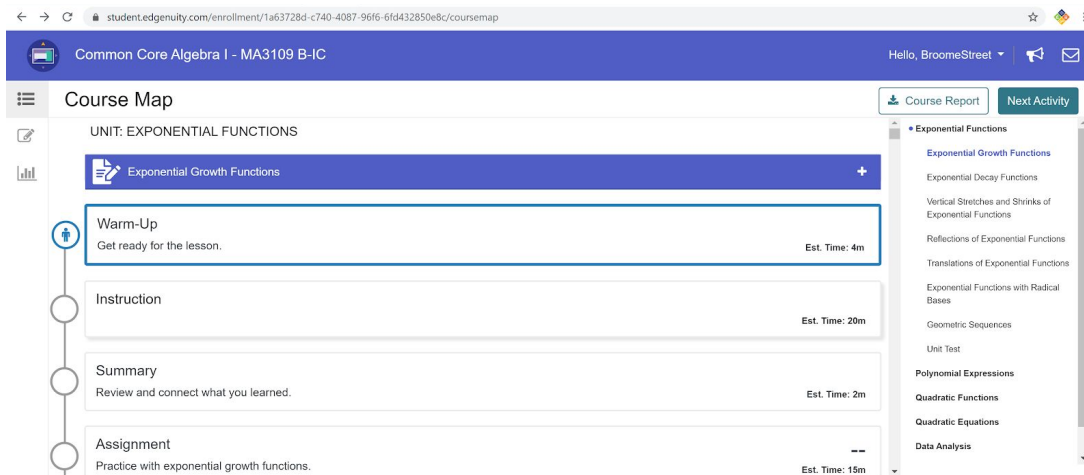 student.edgenuity.com/enrollment/1a63728d-c740-4087-96f6-6fd432850e8c/coursemap
Common Core Algebra I - MA3109 B-IC
Hello, BroomeStreet
Course Map
Course Report
Next Activity
UNIT: EXPONENTIAL FUNCTIONS
Exponential Growth Functions
+
Warm-Up
Get ready for the lesson.
Est. Time: 4m
Instruction
Est. Time: 20m
Summary
Review and connect what you learned.
Est. Time: 2m
Assignment
--
Practice with exponential growth functions.
Est. Time: 15m
• Exponential Functions
Exponential Growth Functions
Exponential Decay Functions
Vertical Stretches and Shrinks of
Exponential Functions
Reflections of Exponential Functions
Translations of Exponential Functions
Exponential Functions with Radical
Bases
Geometric Sequences
Unit Test
Polynomial Expressions
Quadratic Functions
Quadratic Equations
Data Analysis